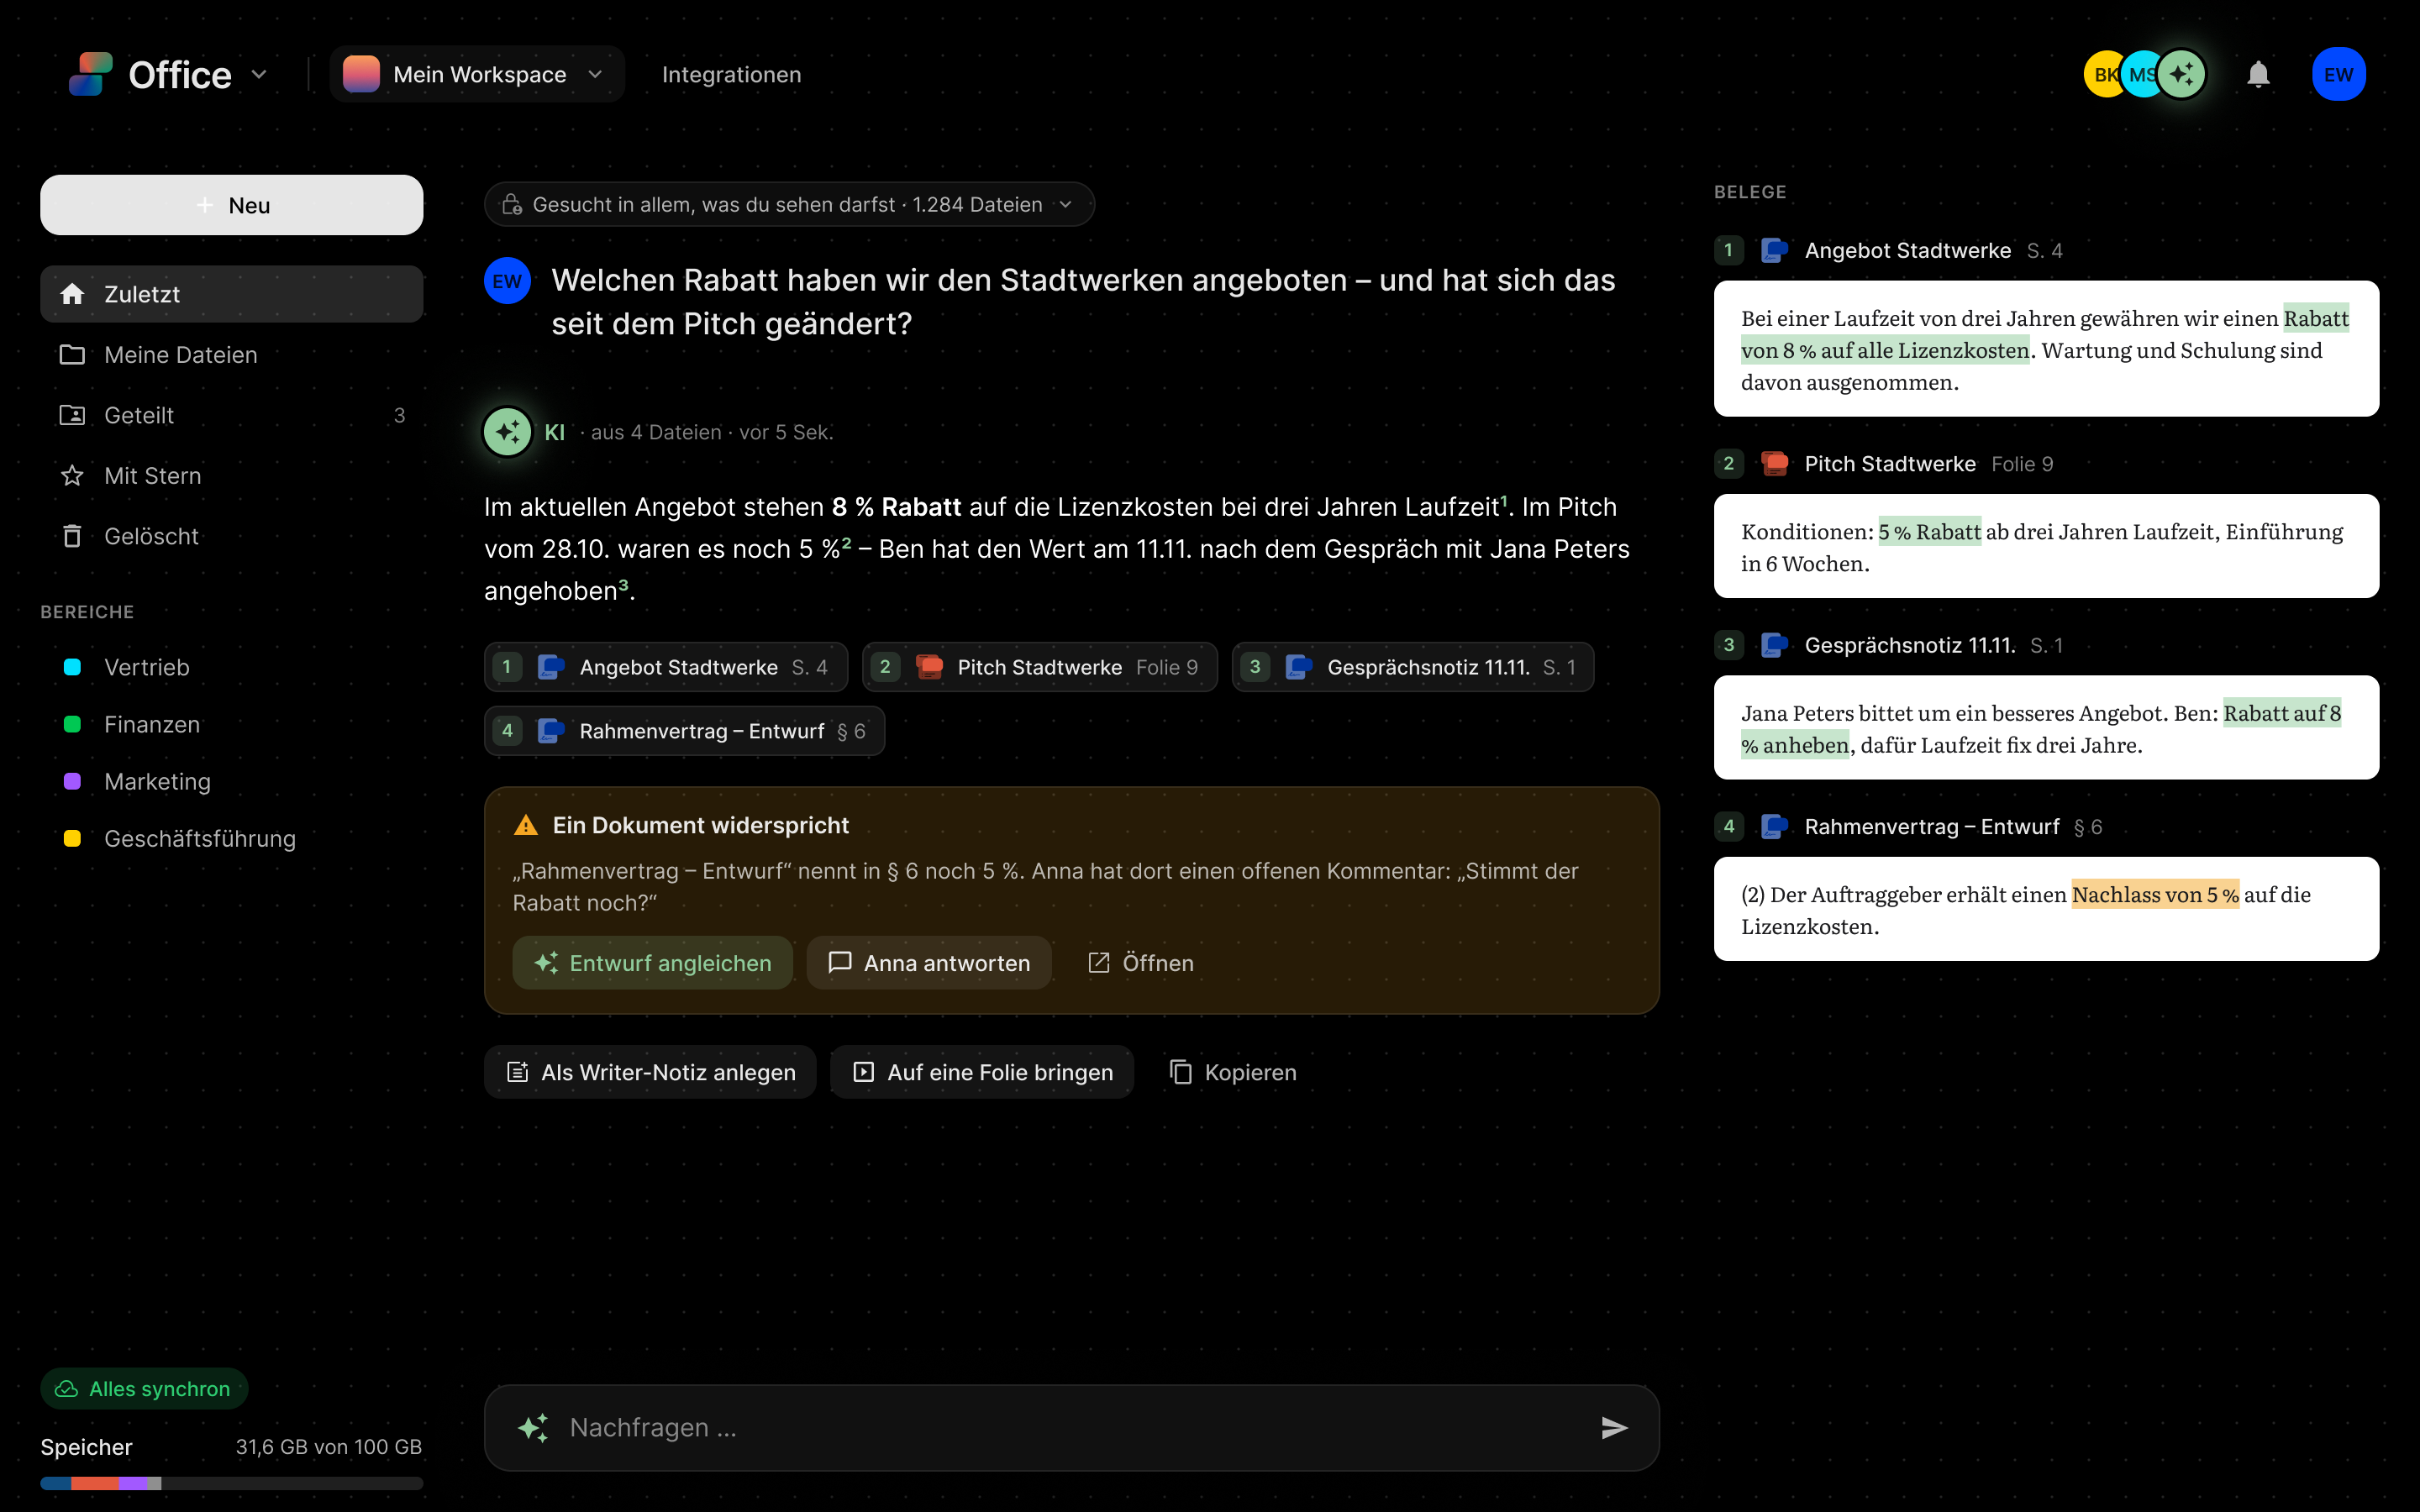 Office
Mein Workspace
Integrationen
BK
MS
EW
Neu
Zuletzt
Meine Dateien
Geteilt 3
Mit Stern
Gelöscht
BEREICHE
Vertrieb
Finanzen
Marketing
Geschäftsführung
Alles synchron
Speicher 31,6 GB von 100 GB
Gesucht in allem, was du sehen darfst · 1.284 Dateien
EW
Welchen Rabatt haben wir den Stadtwerken angeboten – und hat sich das
seit dem Pitch geändert?
KI · aus 4 Dateien · vor 5 Sek.
Im aktuellen Angebot stehen 8 % Rabatt auf die Lizenzkosten bei drei Jahren Laufzeit¹. Im Pitch
vom 28.10. waren es noch 5 %² – Ben hat den Wert am 11.11. nach dem Gespräch mit Jana Peters
angehoben³.
1 Angebot Stadtwerke S. 4
2 Pitch Stadtwerke Folie 9
3 Gesprächsnotiz 11.11. S. 1
4 Rahmenvertrag – Entwurf § 6
Ein Dokument widerspricht
„Rahmenvertrag – Entwurf“ nennt in § 6 noch 5 %. Anna hat dort einen offenen Kommentar: „Stimmt der
Rabatt noch?“
Entwurf angleichen
Anna antworten
Öffnen
Als Writer-Notiz anlegen
Auf eine Folie bringen
Kopieren
Nachfragen ...
BELEGE
1 Angebot Stadtwerke S. 4
Bei einer Laufzeit von drei Jahren gewähren wir einen Rabatt
von 8 % auf alle Lizenzkosten. Wartung und Schulung sind
davon ausgenommen.
2 Pitch Stadtwerke Folie 9
Konditionen: 5 % Rabatt ab drei Jahren Laufzeit, Einführung
in 6 Wochen.
3 Gesprächsnotiz 11.11. S. 1
Jana Peters bittet um ein besseres Angebot. Ben: Rabatt auf 8
% anheben, dafür Laufzeit fix drei Jahre.
4 Rahmenvertrag – Entwurf § 6
(2) Der Auftraggeber erhält einen Nachlass von 5 % auf die
Lizenzkosten.